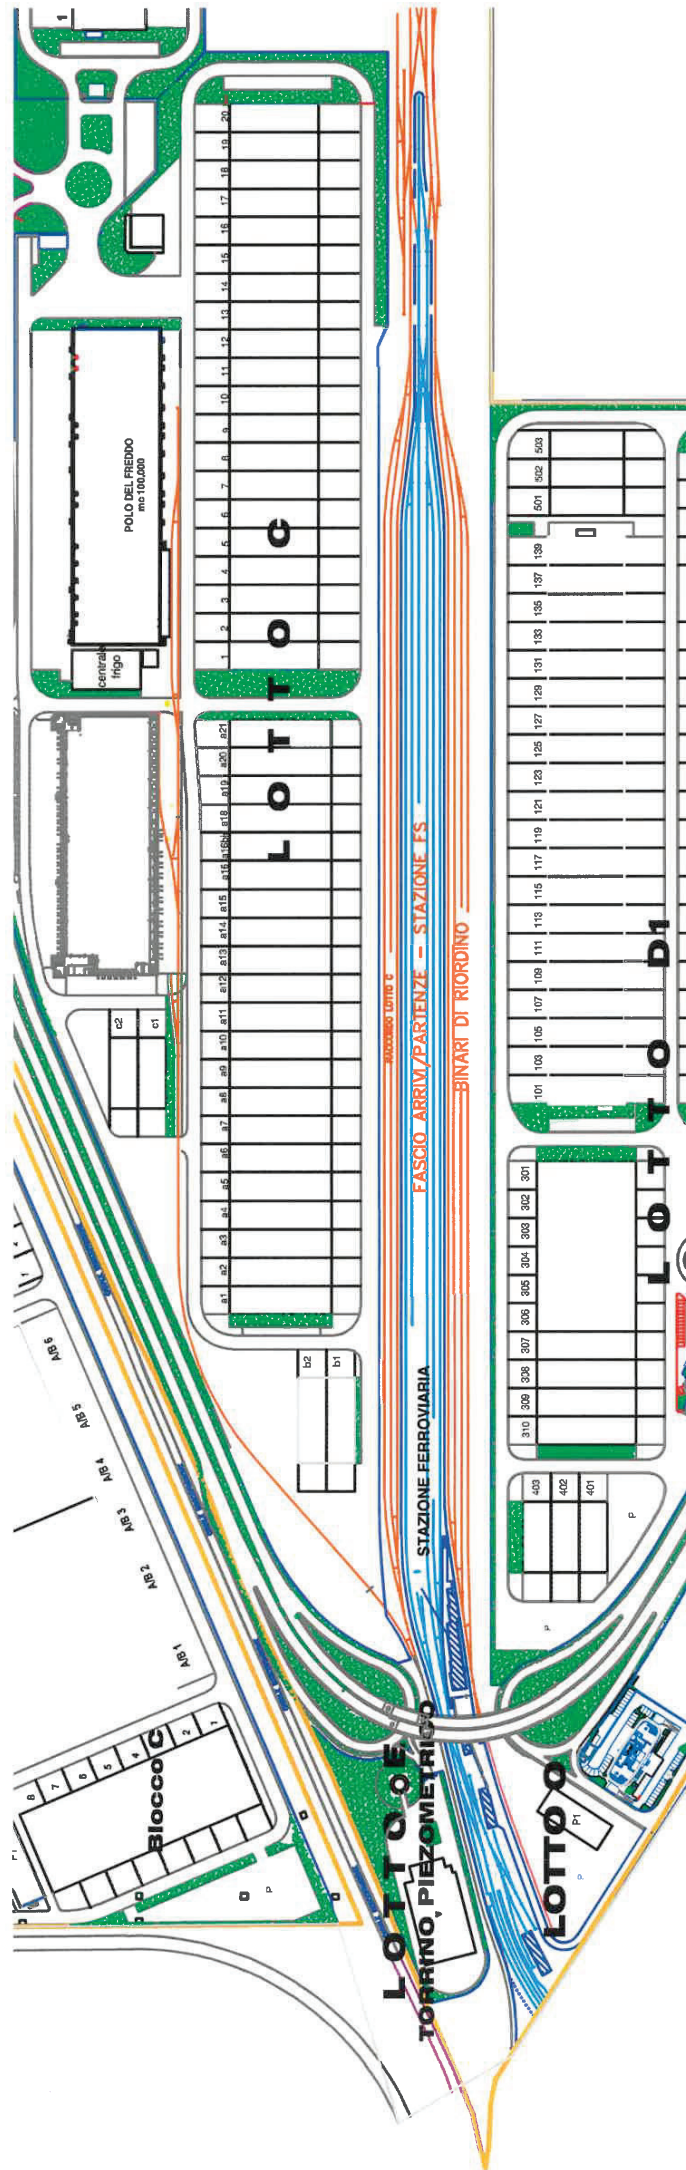 1
20
19
18
17
16
15
14
13
12
11
10
9
8
7
6
5
4
3
2
1
POLO DEL FREDDO
mc 100.000
centrale
frigo
LOTTO C
503
502
501
139
137
135
133
131
129
127
125
123
121
119
117
115
113
111
109
107
105
103
101
a21
a20
a19
a18
a16bis
a16
a15
a14
a13
a12
a11
a10
a9
a8
a7
a6
a5
a4
a3
a2
a1
c2
c1
RACCORDO LOTTO C
FASCIO ARRIVI/PARTENZE – STAZIONE FS
BINARI DI RIORDINO
LOTTO D1
301
302
303
304
305
306
307
308
309
310
b2
b1
STAZIONE FERROVIARIA
403
402
401
P
P
A/B 6
A/B 5
A/B 4
A/B 3
A/B 2
A/B 1
8
7
6
5
4
2
1
Blocco C
P
LOTTO E
TORRINO PIEZOMETRICO
LOTTO O
P1
P